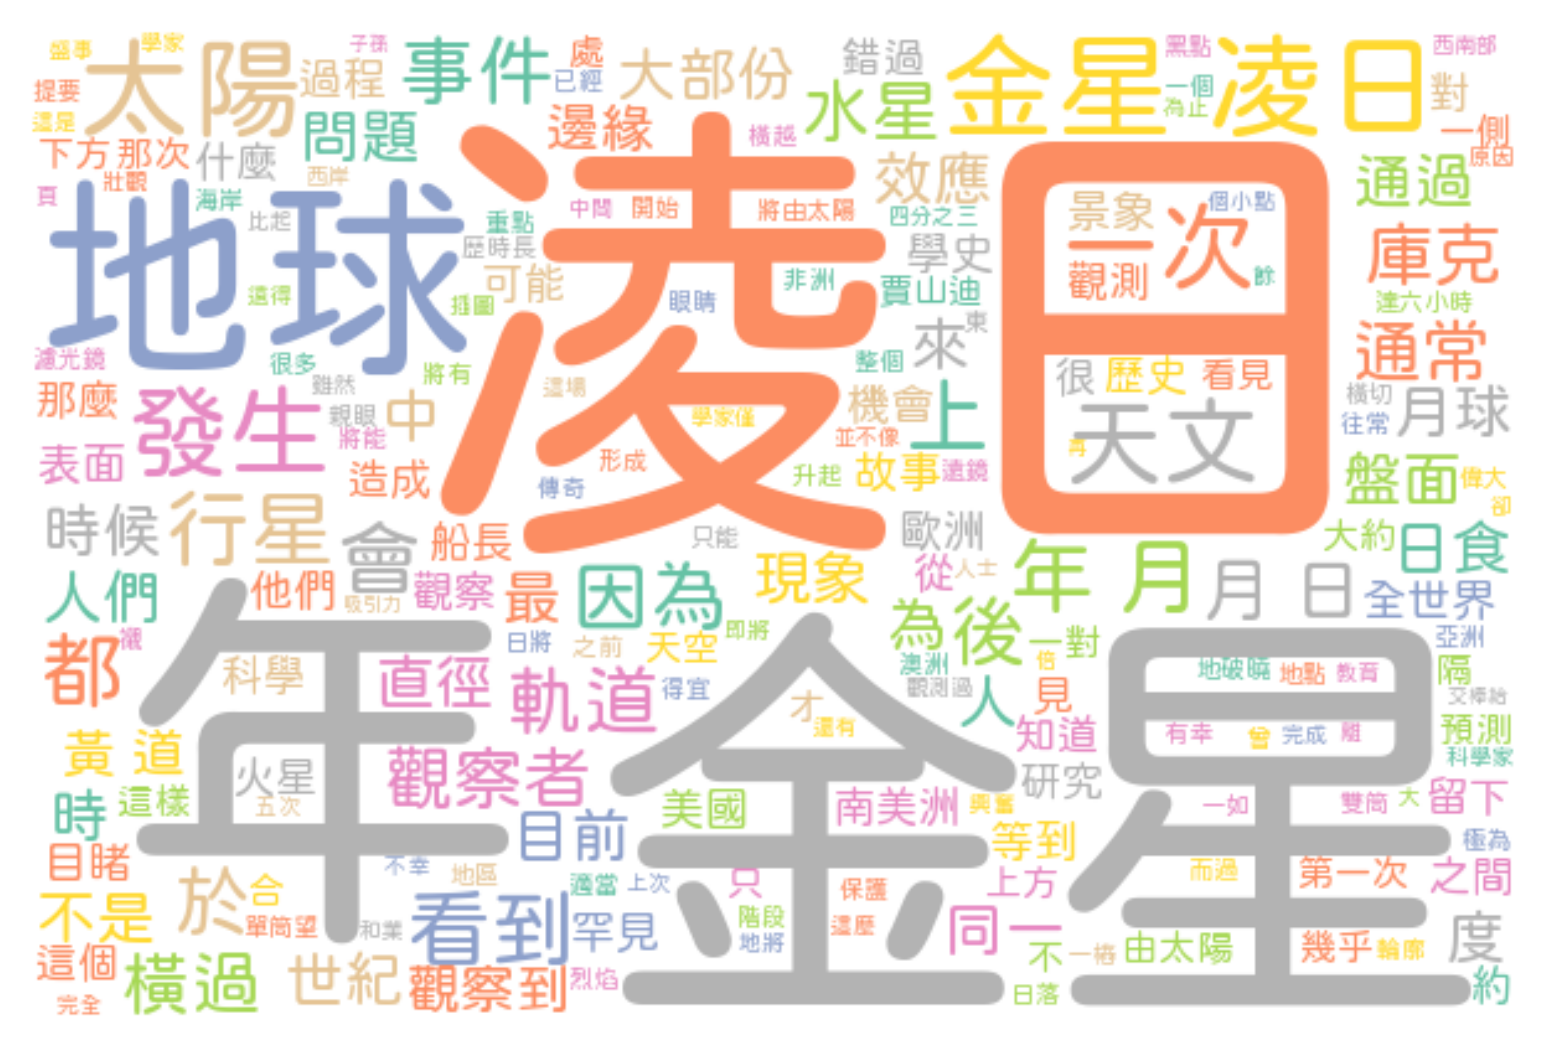 盤事
學家
子孫
處
黑點
西南部
太陽
過程
事件
已經
大部份
錯過
水星
金星凌日
一個
為止
對
提要
這是
問題
邊緣
橫越
一側
下方那次
什麼
原因
壯觀
西岸
效應
通過
頁
海岸
比起
重點
中間
開始
將由太陽
四分之三
景象
個小點
地球
歷時長
凌日
一次
學史
庫克
觀測
餘
還得
插圖
可能
眼睛
非洲
賈山迪
達六小時
東
來
濾光鏡
很多
將有
整個
通常
雖然
這場
很
歷史
看見
那麼
發生
親眼
將能
中
學家僅
機會
上
橫切
往常
月球
並不像
天文
再
表面
造成
形成
傳奇
升起
故事
遠鏡
盤面
偉大
卻
時候
行星
會
船長
只能
歐洲
大約
日食
人們
他們
吸引力
觀察
最
因為
現象
從
人士
年 月
月 日
全世界
都
襯
日將
之前
天空
即將
為
後
一對
亞洲
科學
直徑
軌道
得宜
澳洲
觀測過
倍
地破曉
地點
教育
隔
交棒給
年
金星
才
還有
人
見
黃道
觀察者
知道
有幸
曾
完成
離
預測
科學家
火星
五次
時
這樣
目前
美國
南美洲
興奮
研究
一如
雙筒
大
留下
目睹
不幸
地區
等到
極為
不是
於
合
適當
上次
只
保護
上方
而過
第一次
之間
單筒望
和業
看到
罕見
階段
地將
這麼
同一
不
一樁
由太陽
幾乎
輪廓
度
這個
橫過
世紀
觀察到
烈焰
日落
約
完全